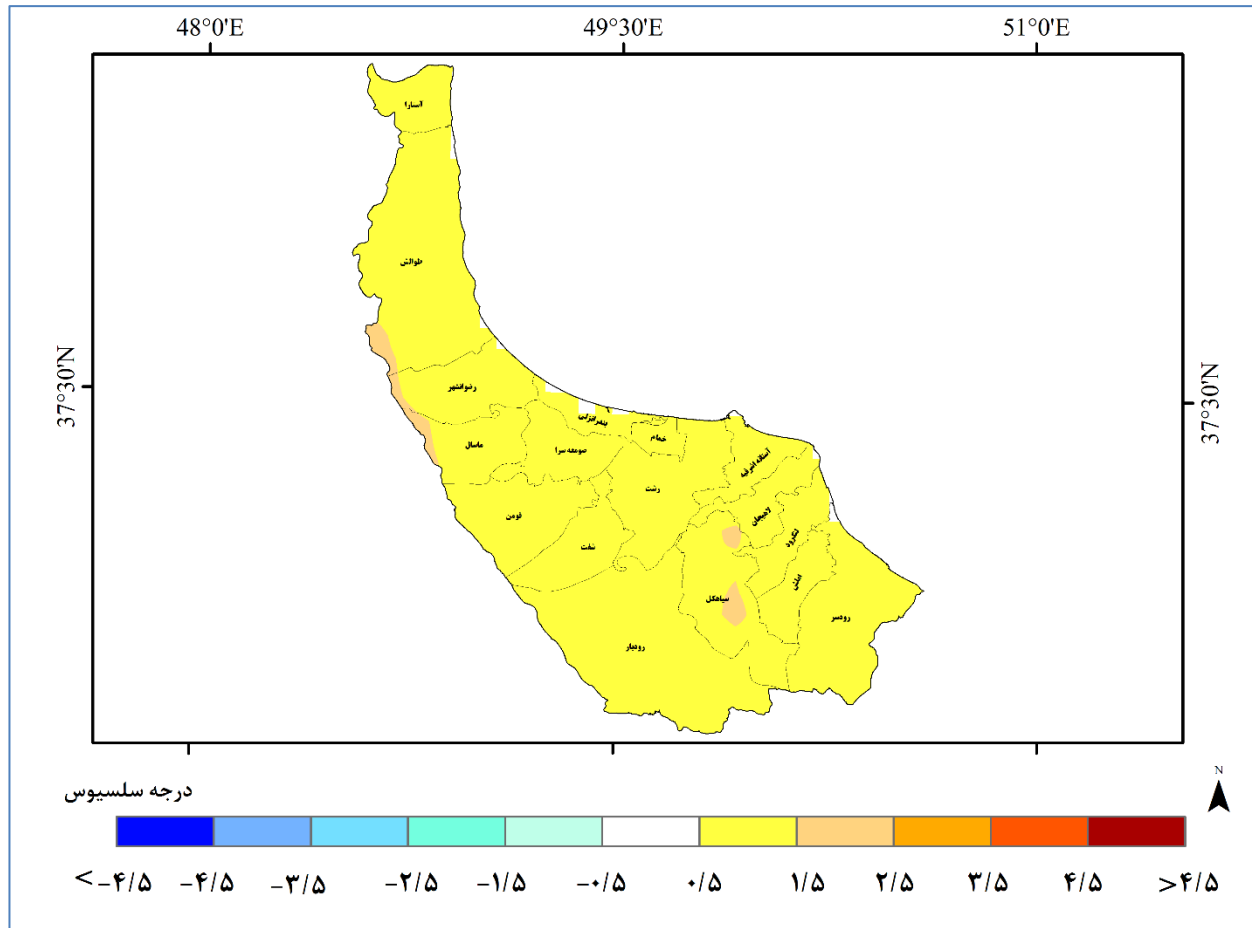 48°0'E
49°30'E
51°0'E
37°30'N
37°30'N
آستارا
طوالش
رضوانشهر
ماسال
صومعه سرا
بندرانزلی
خمام
آستانه اشرفیه
رشت
لاهیجان
لنگرود
فومن
شفت
املش
سیاهکل
رودسر
رودبار
N
درجه سلسیوس
<-۴/۵
-۴/۵
-۳/۵
-۲/۵
-۱/۵
-۰/۵
۰/۵
۱/۵
۲/۵
۳/۵
۴/۵
>۴/۵